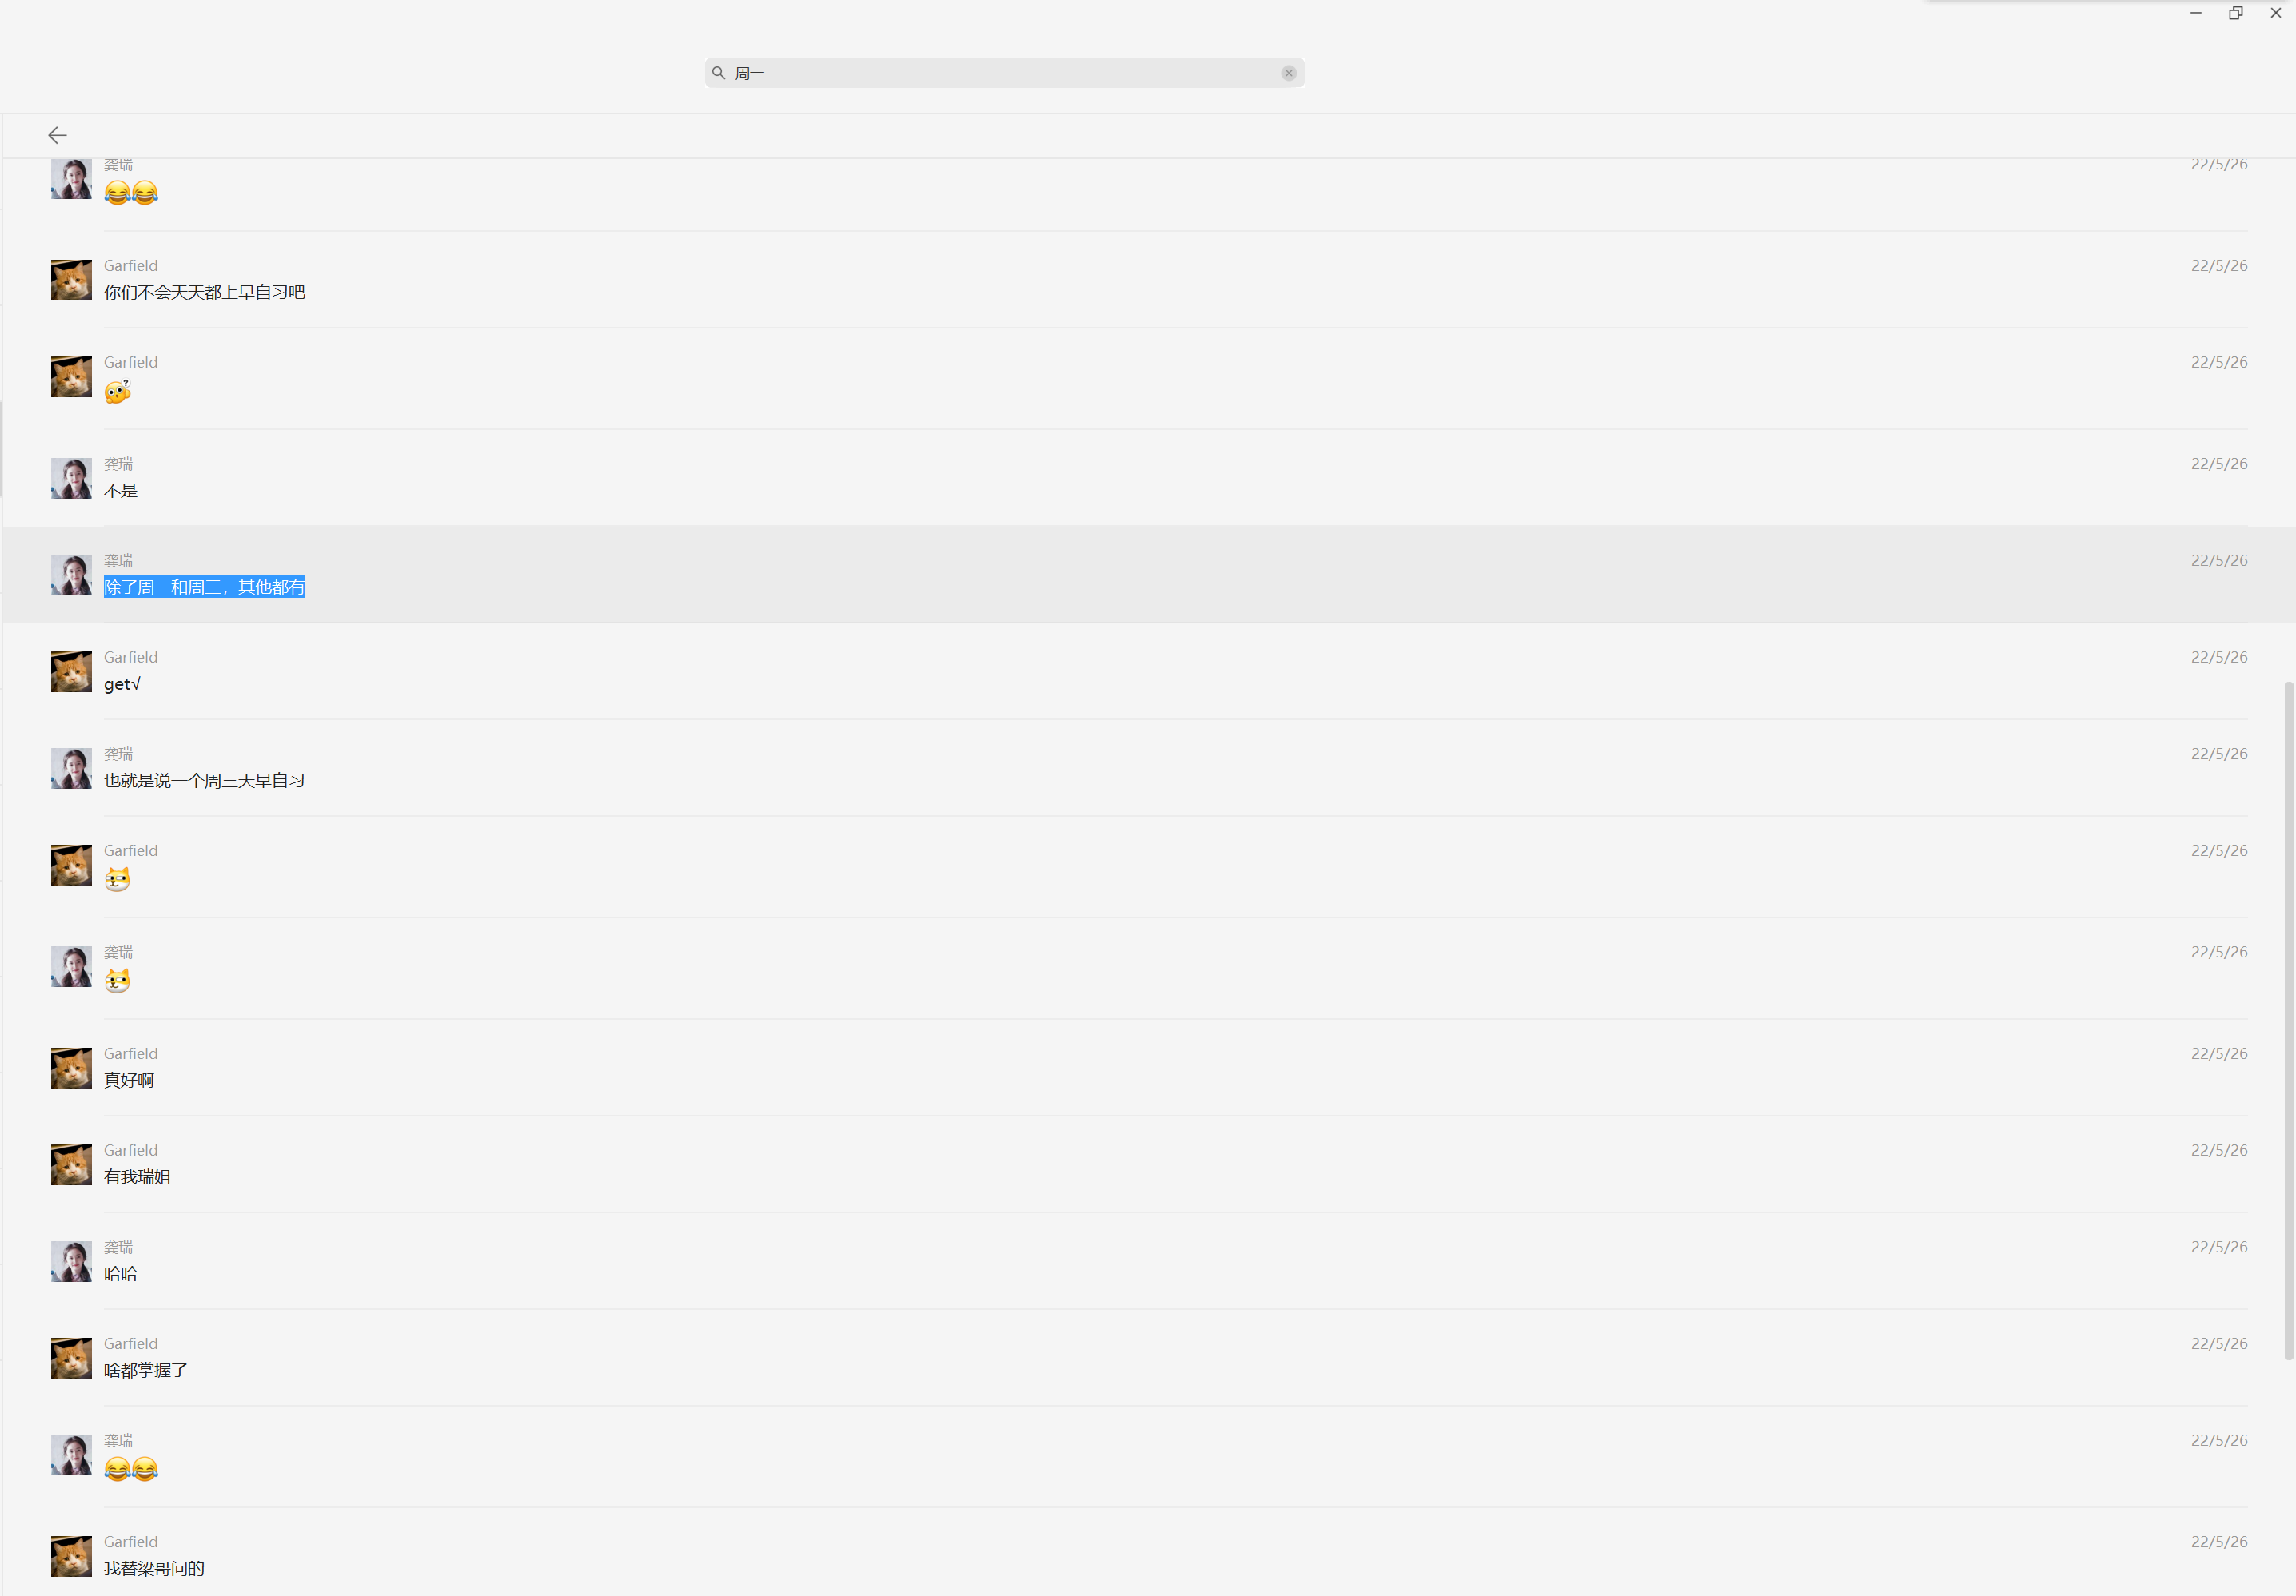 周一
龚瑞
22/5/26
😂😂
Garfield
22/5/26
你们不会天天都上早自习吧
Garfield
22/5/26
龚瑞
22/5/26
不是
龚瑞
22/5/26
除了周一和周三，其他都有
Garfield
22/5/26
get√
龚瑞
22/5/26
也就是说一个周三天早自习
Garfield
22/5/26
龚瑞
22/5/26
Garfield
22/5/26
真好啊
Garfield
22/5/26
有我瑞姐
龚瑞
22/5/26
哈哈
Garfield
22/5/26
啥都掌握了
龚瑞
22/5/26
😂😂
Garfield
22/5/26
我替梁哥问的